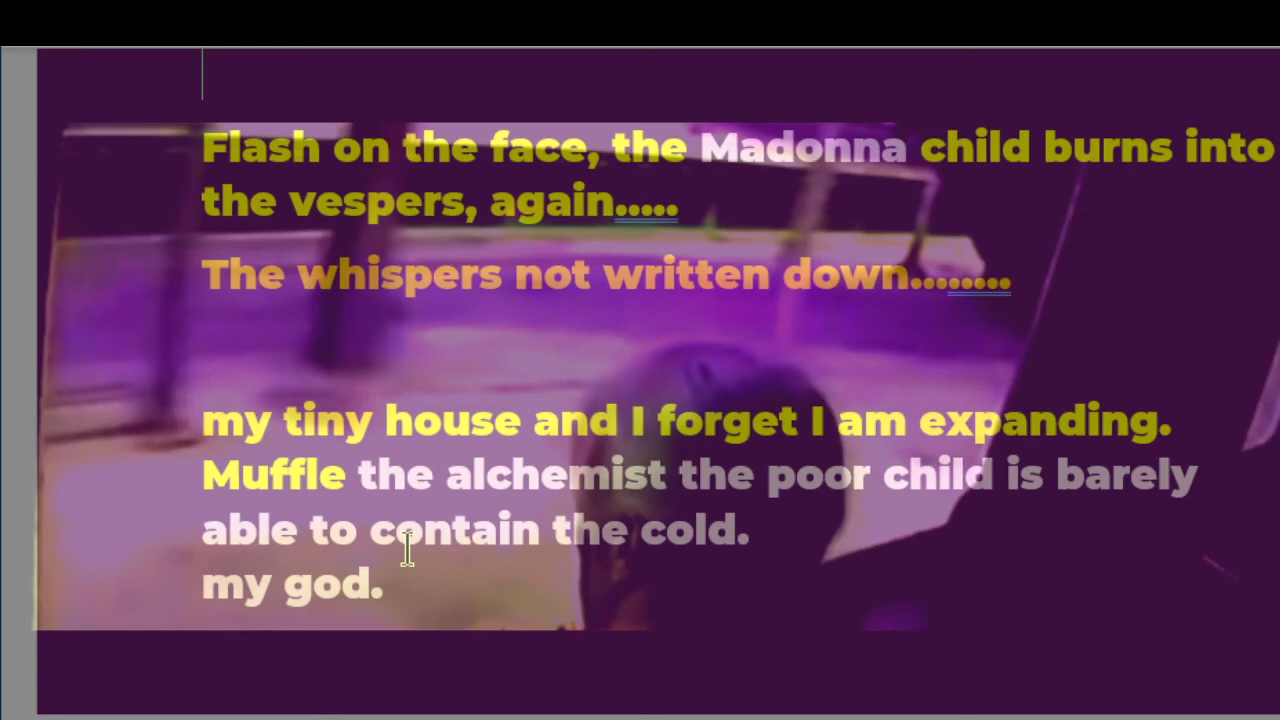 Flash on the face, the Madonna child burns into
the vespers, again.....
The whispers not written down........
my tiny house and I forget I am expanding.
Muffle the alchemist the poor child is barely
able to contain the cold.
my god.